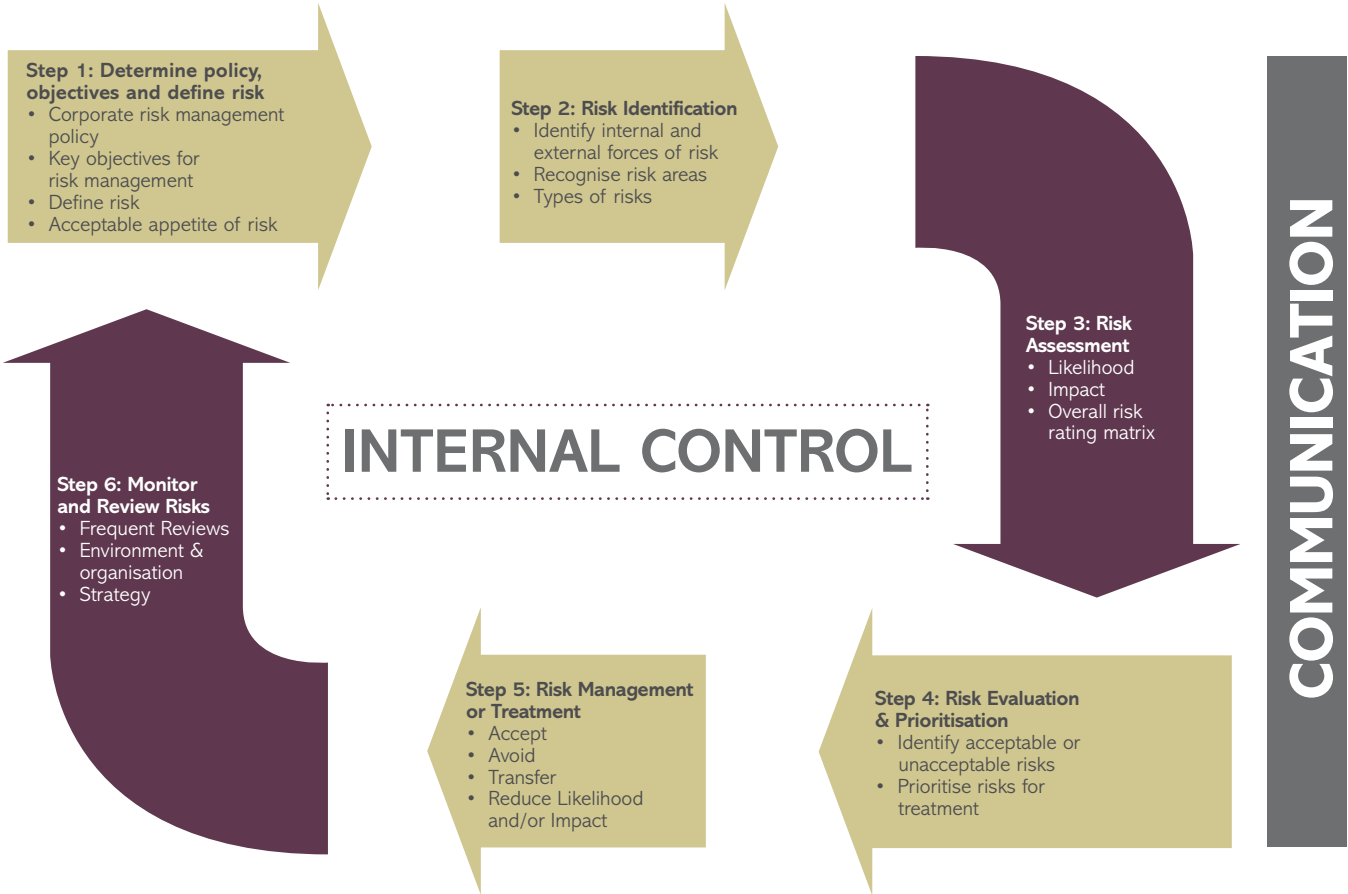 Step 1: Determine policy,
objectives and define risk
• Corporate risk management
policy
• Key objectives for
risk management
• Define risk
• Acceptable appetite of risk
Step 2: Risk Identification
• Identify internal and
external forces of risk
• Recognise risk areas
• Types of risks
Step 3: Risk
Assessment
• Likelihood
• Impact
• Overall risk
rating matrix
COMMUNICATION
INTERNAL CONTROL
Step 4: Risk Evaluation
& Prioritisation
• Identify acceptable or
unacceptable risks
• Prioritise risks for
treatment
Step 5: Risk Management
or Treatment
• Accept
• Avoid
• Transfer
• Reduce Likelihood
and/or Impact
Step 6: Monitor
and Review Risks
• Frequent Reviews
• Environment &
organisation
• Strategy